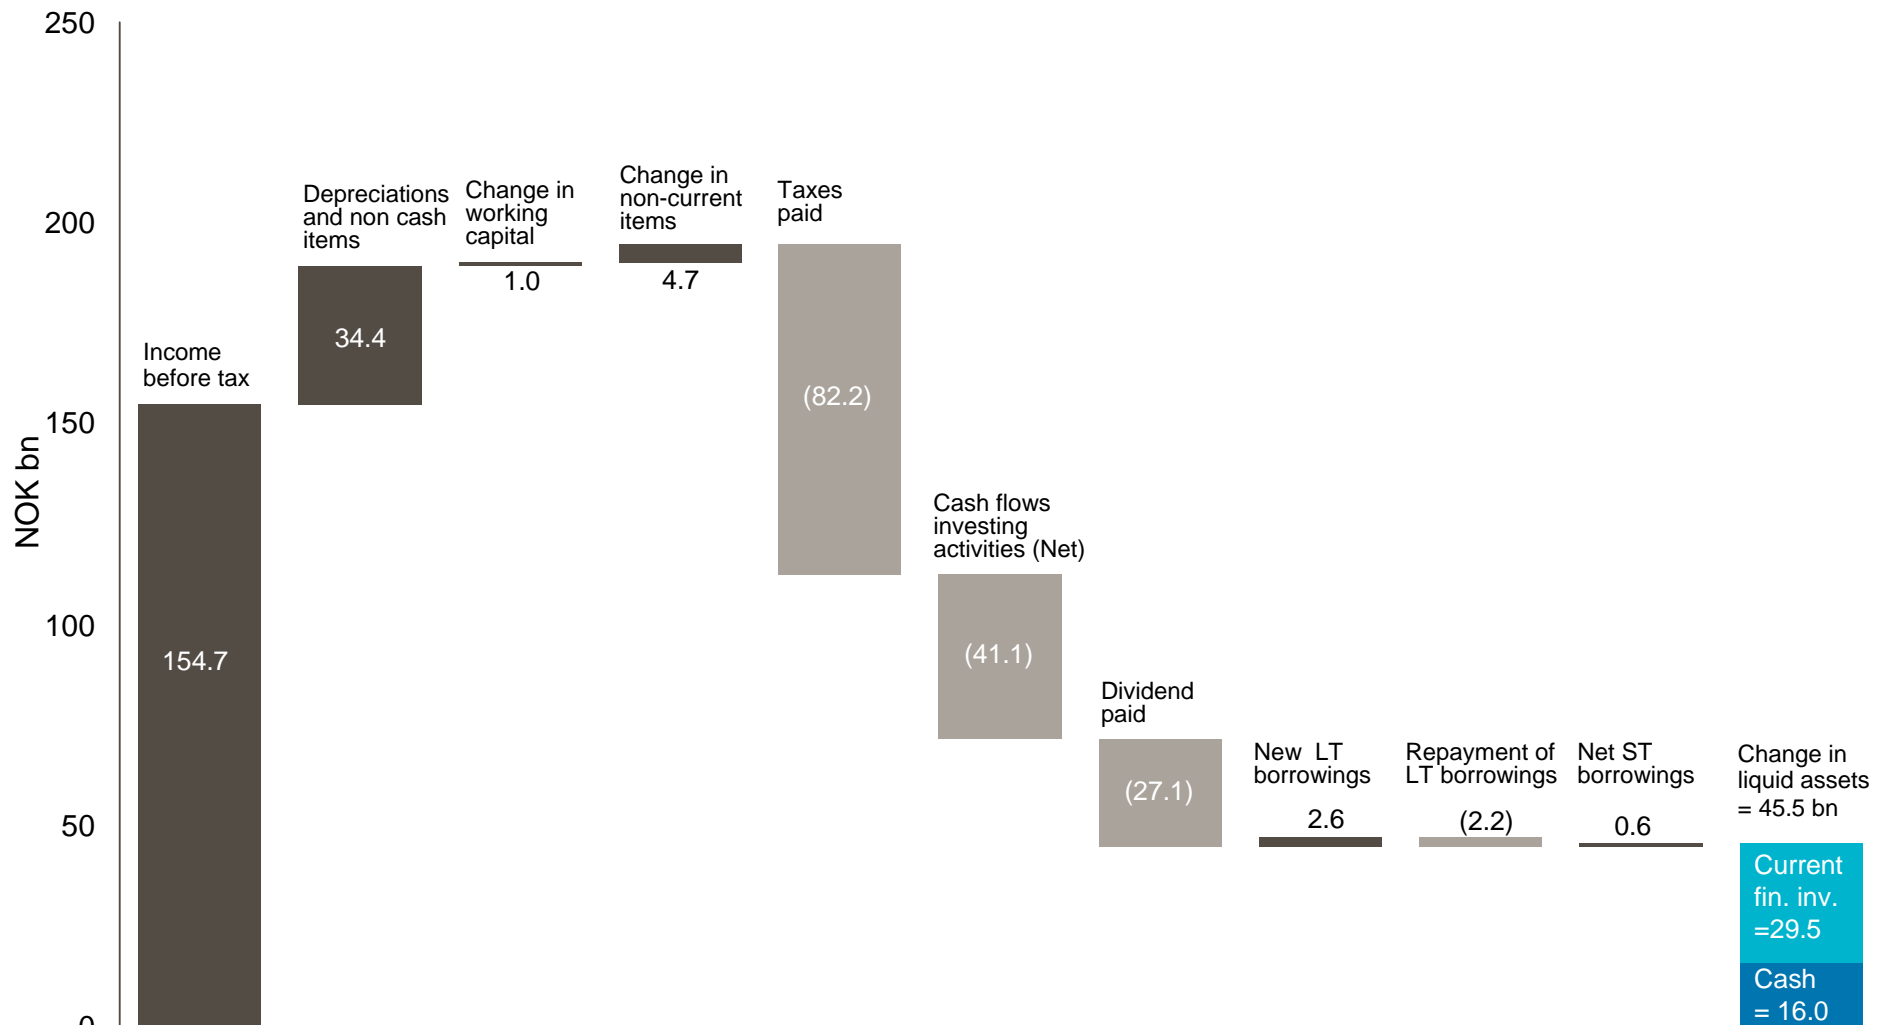 250
200
150
100
50
0
NOK bn
Income
before tax
154.7
Depreciations
and non cash
items
34.4
Change in
working
capital
1.0
Change in
non-current
items
4.7
Taxes
paid
(82.2)
Cash flows
investing
activities (Net)
(41.1)
Dividend
paid
(27.1)
New LT
borrowings
2.6
Repayment of
LT borrowings
(2.2)
Net ST
borrowings
0.6
Change in
liquid assets
= 45.5 bn
Current
fin. inv.
=29.5
Cash
= 16.0